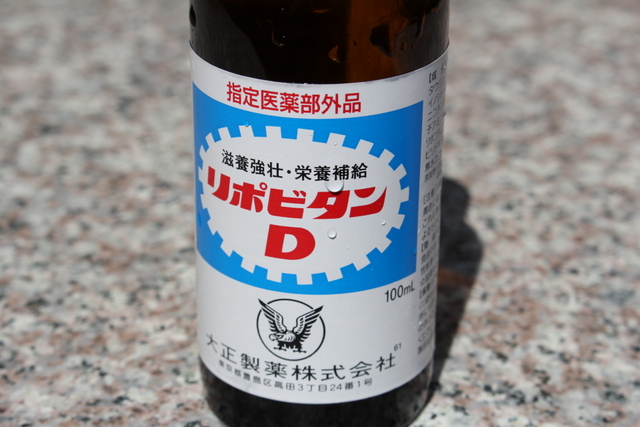 指定医薬部外品
滋養強壮・栄養補給
リポビタン
D
100mL
61
大正製薬株式会社
東京都豊島区高田3丁目24番1号